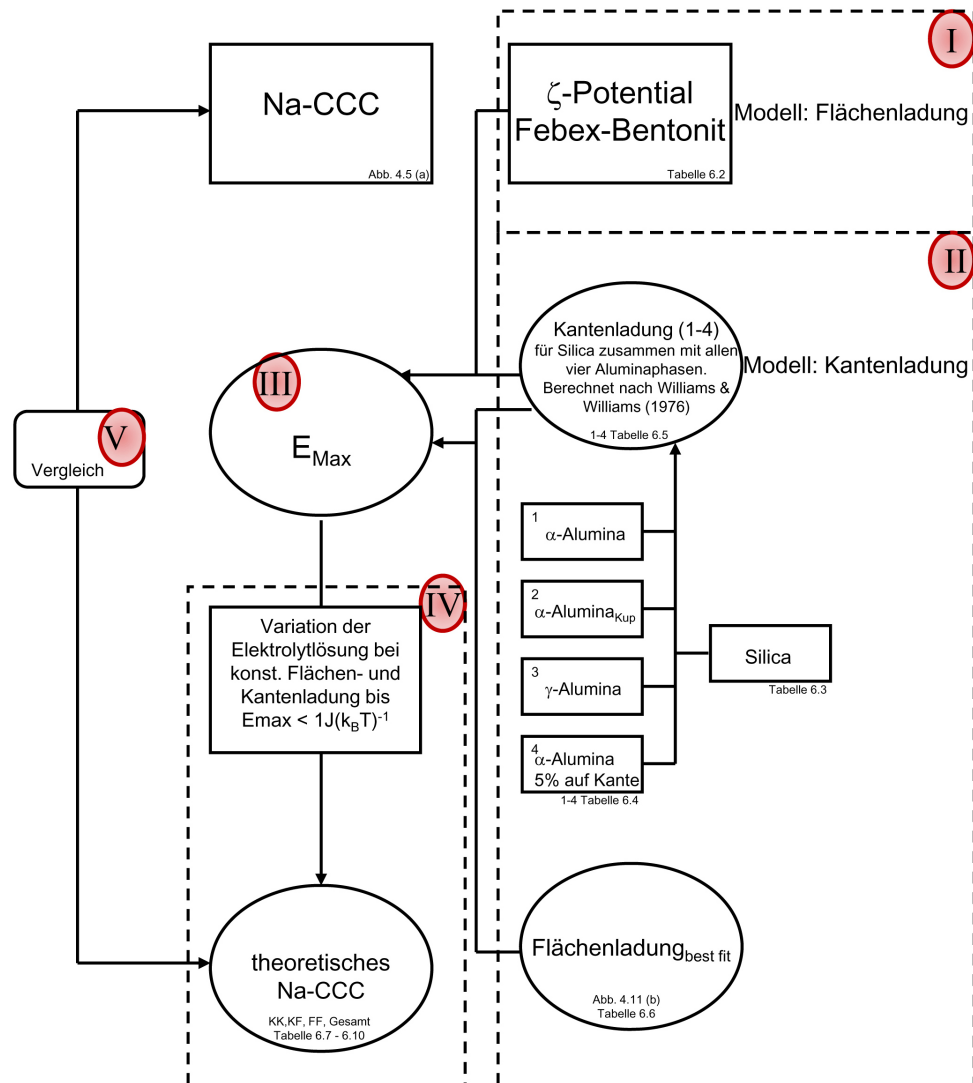 I
Na-CCC
Abb. 4.5 (a)
ζ-Potential
Febex-Bentonit
Tabelle 6.2
Modell: Flächenladung
II
Kantenladung (1-4)
für Silica zusammen mit allen
vier Aluminaphasen.
Berechnet nach Williams &
Williams (1976)
1-4 Tabelle 6.5
Modell: Kantenladung
III
E_Max
V
Vergleich
1
α-Alumina
2
α-Alumina_Kup
3
γ-Alumina
4
α-Alumina
5% auf Kante
1-4 Tabelle 6.4
Silica
Tabelle 6.3
IV
Variation der
Elektrolytlösung bei
konst. Flächen- und
Kantenladung bis
Emax < 1J(k_BT)^-1
theoretisches
Na-CCC
KK,KF, FF, Gesamt
Tabelle 6.7 - 6.10
Flächenladung_best fit
Abb. 4.11 (b)
Tabelle 6.6